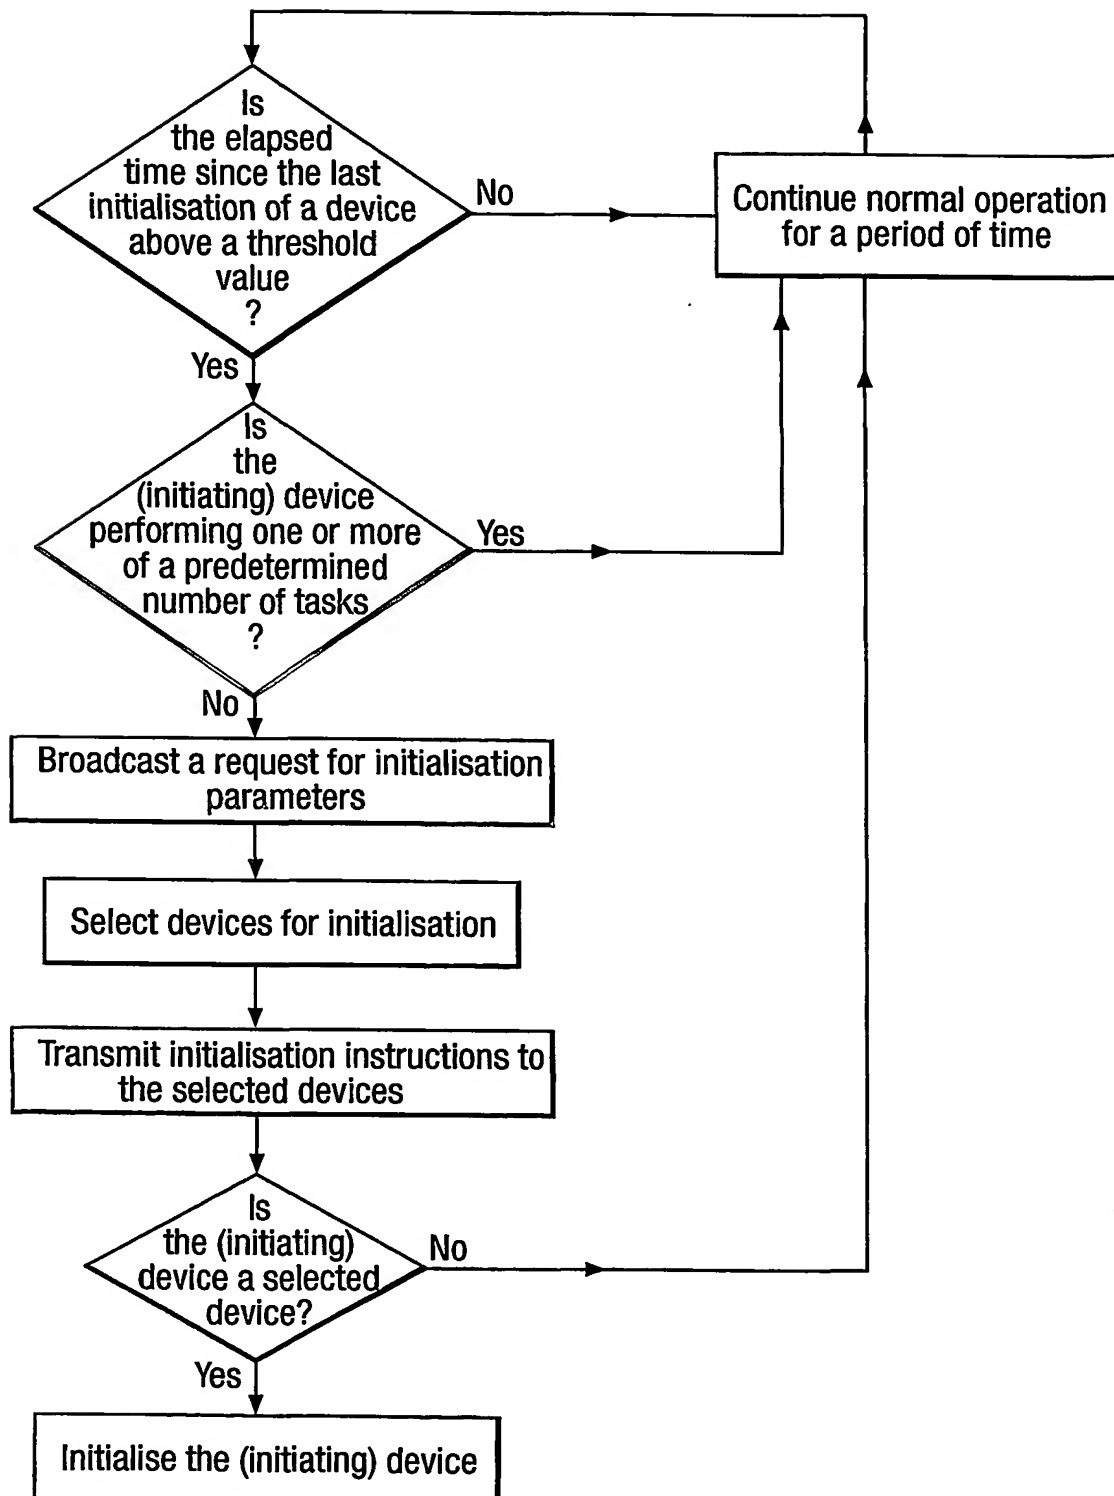 Is
the elapsed
time since the last
initialisation of a device
above a threshold
value
?
No
Continue normal operation
for a period of time
Yes
Is
the
(initiating) device
performing one or more
of a predetermined
number of tasks
?
Yes
No
Broadcast a request for initialisation
parameters
Select devices for initialisation
Transmit initialisation instructions to
the selected devices
Is
the (initiating)
device a selected
device?
No
Yes
Initialise the (initiating) device